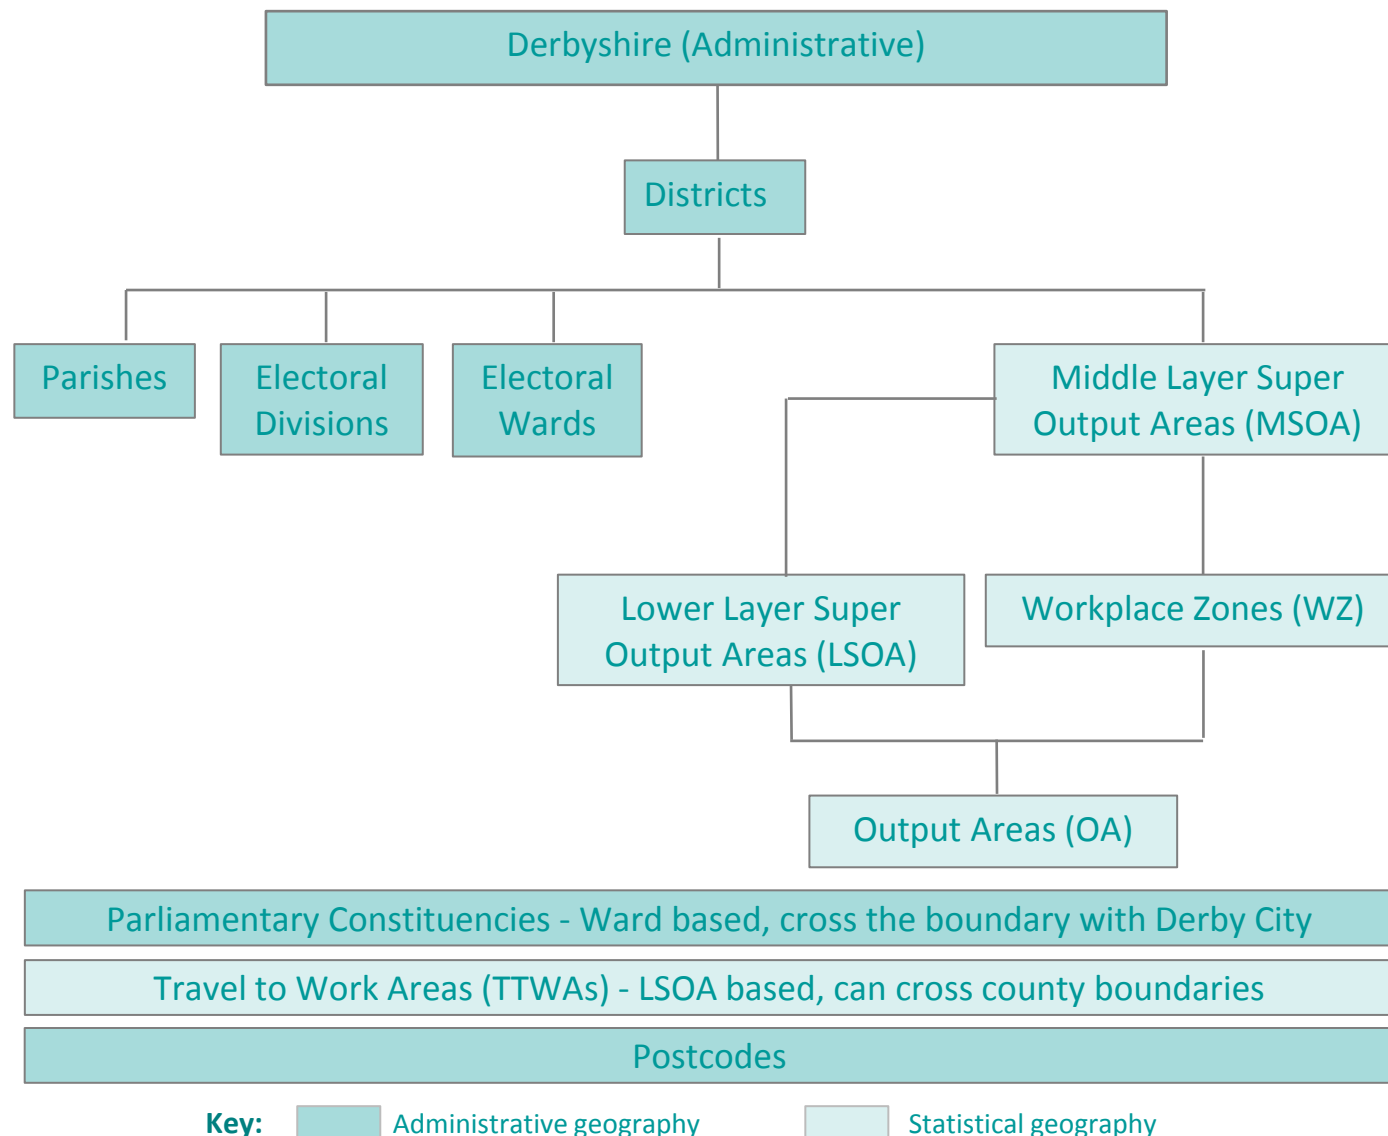 Derbyshire (Administrative)
Districts
Parishes
Electoral
Divisions
Electoral
Wards
Middle Layer Super
Output Areas (MSOA)
Lower Layer Super
Output Areas (LSOA)
Workplace Zones (WZ)
Output Areas (OA)
Parliamentary Constituencies - Ward based, cross the boundary with Derby City
Travel to Work Areas (TTWAs) - LSOA based, can cross county boundaries
Postcodes
Key: Administrative geography Statistical geography